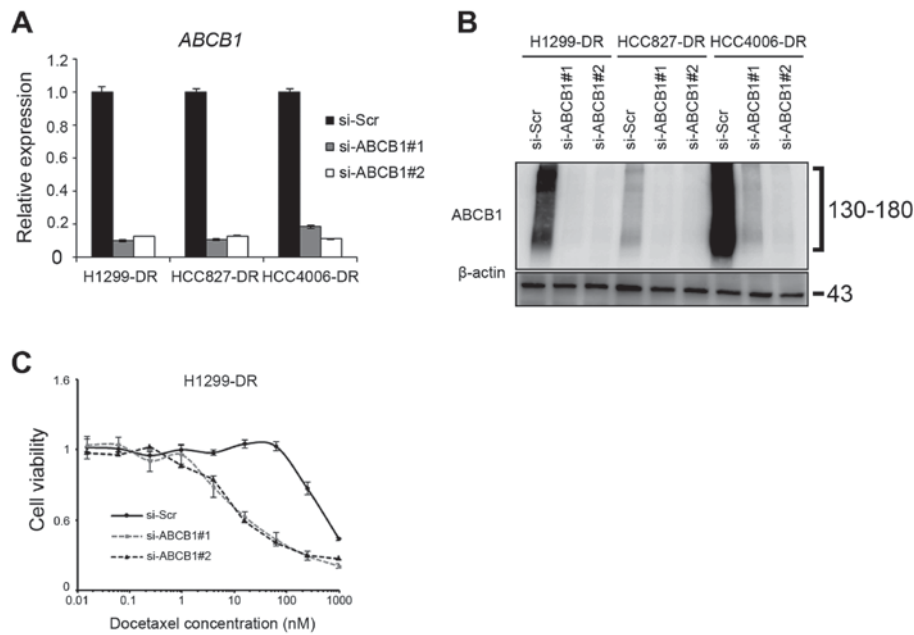 A
ABCB1
Relative expression
1.2
1.0
0.8
0.6
0.4
0.2
0
H1299-DR
HCC827-DR
HCC4006-DR
si-Scr
si-ABCB1#1
si-ABCB1#2
B
H1299-DR HCC827-DR HCC4006-DR
si-Scr
si-ABCB1#1
si-ABCB1#2
si-Scr
si-ABCB1#1
si-ABCB1#2
si-Scr
si-ABCB1#1
si-ABCB1#2
ABCB1
130-180
β-actin
43
C
H1299-DR
Cell viability
1.6
1
0.6
0
si-Scr
si-ABCB1#1
si-ABCB1#2
0.01 0.1 1 10 100 1000
Docetaxel concentration (nM)